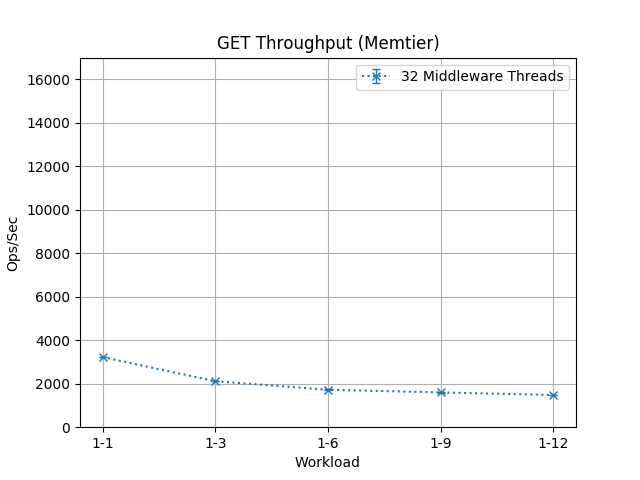 GET Throughput (Memtier)
32 Middleware Threads
16000
14000
12000
10000
8000
6000
4000
2000
0
Ops/Sec
1-1 1-3 1-6 1-9 1-12
Workload